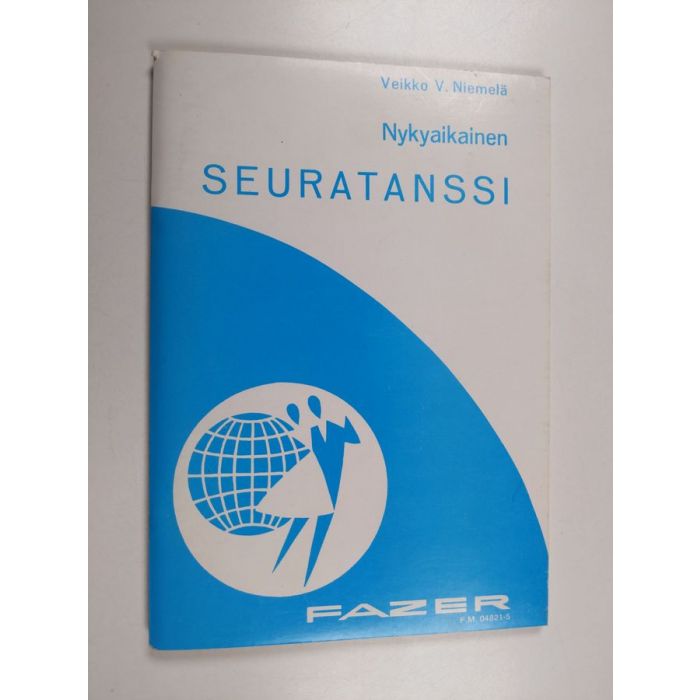 Veikko V. Niemelä
Nykyaikainen
SEURATANSSI
FAZER
F.M. 04821-5